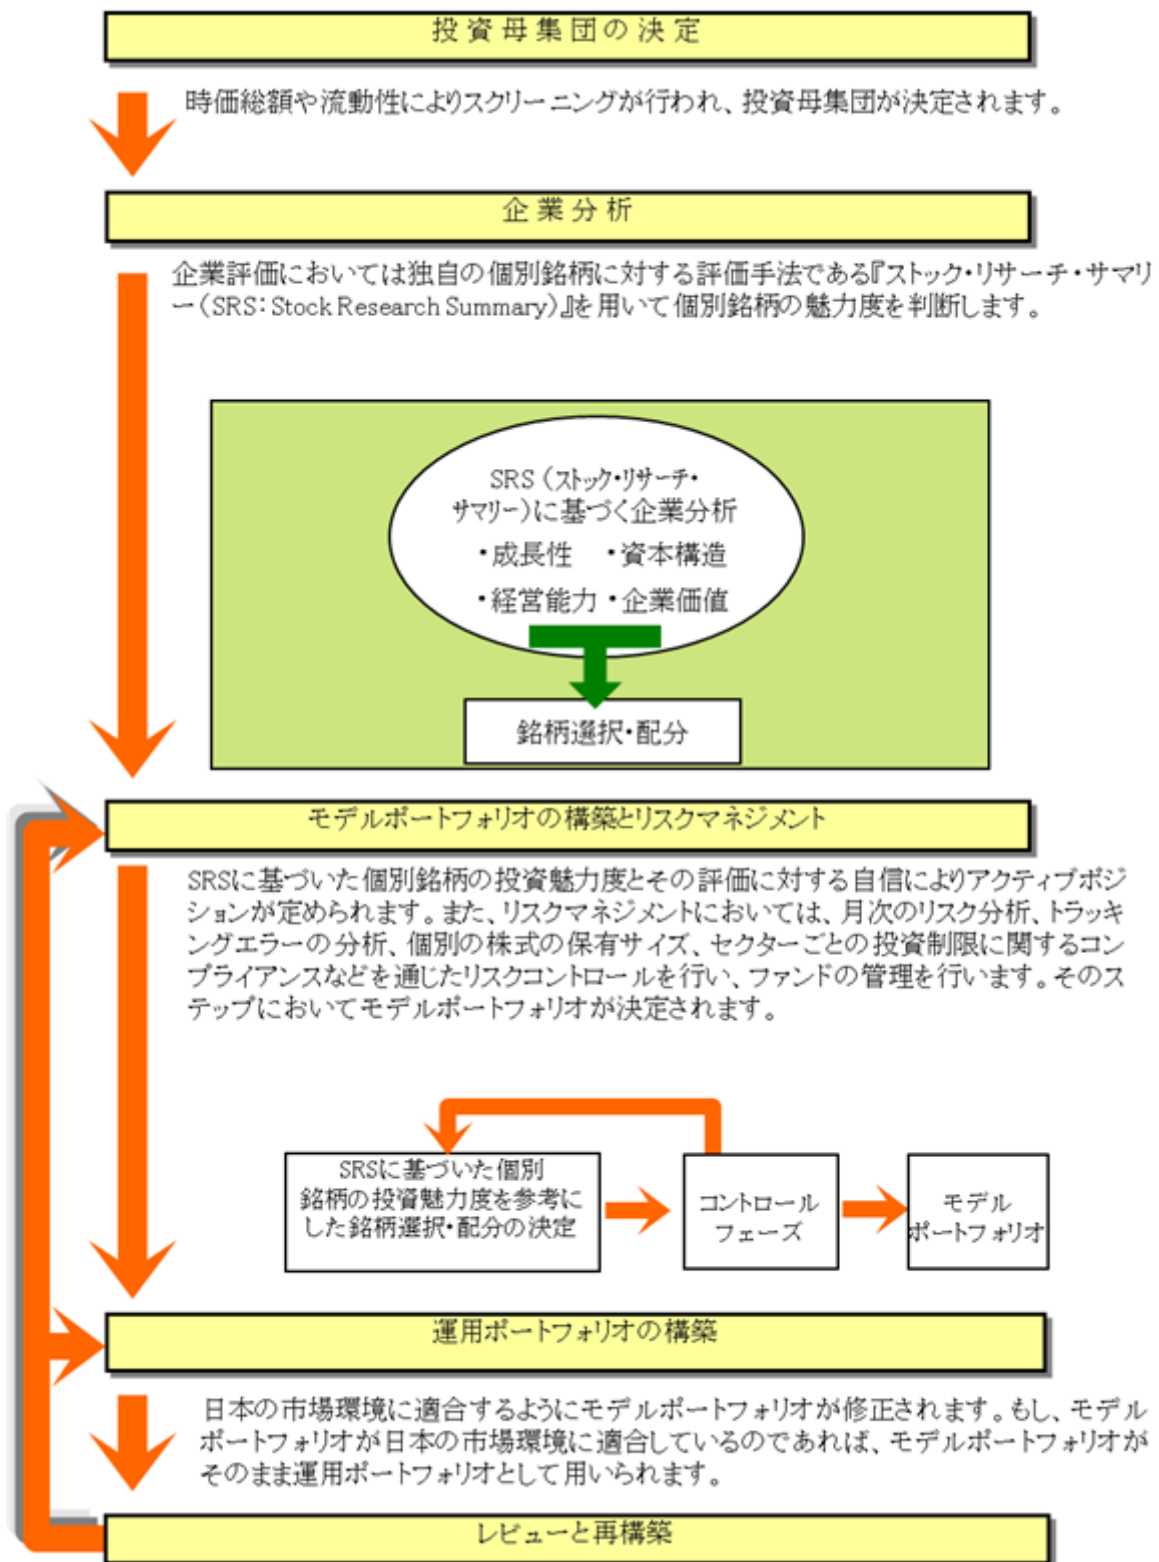 投資母集団の決定
時価総額や流動性によりスクリーニングが行われ、投資母集団が決定されます。
企業分析
企業評価においては独自の個別銘柄に対する評価手法である『ストック・リサーチ・サマリ
ー(SRS:Stock Research Summary)』を用いて個別銘柄の魅力度を判断します。
SRS(ストック・リサーチ・
サマリー)に基づく企業分析
・成長性 ・資本構造
・経営能力 ・企業価値
銘柄選択・配分
モデルポートフォリオの構築とリスクマネジメント
SRSに基づいた個別銘柄の投資魅力度とその評価に対する自信によりアクティブポジ
ションが定められます。また、リスクマネジメントにおいては、月次のリスク分析、トラッキ
ングエラーの分析、個別の株式の保有サイズ、セクターごとの投資制限に関するコン
プライアンスなどを通じたリスクコントロールを行い、ファンドの管理を行います。そのス
テップにおいてモデルポートフォリオが決定されます。
SRSに基づいた個別
銘柄の投資魅力度を参考に
した銘柄選択・配分の決定
コントロール
フェーズ
モデル
ポートフォリオ
運用ポートフォリオの構築
日本の市場環境に適合するようにモデルポートフォリオが修正されます。もし、モデル
ポートフォリオが日本の市場環境に適合しているのであれば、モデルポートフォリオが
そのまま運用ポートフォリオとして用いられます。
レビューと再構築